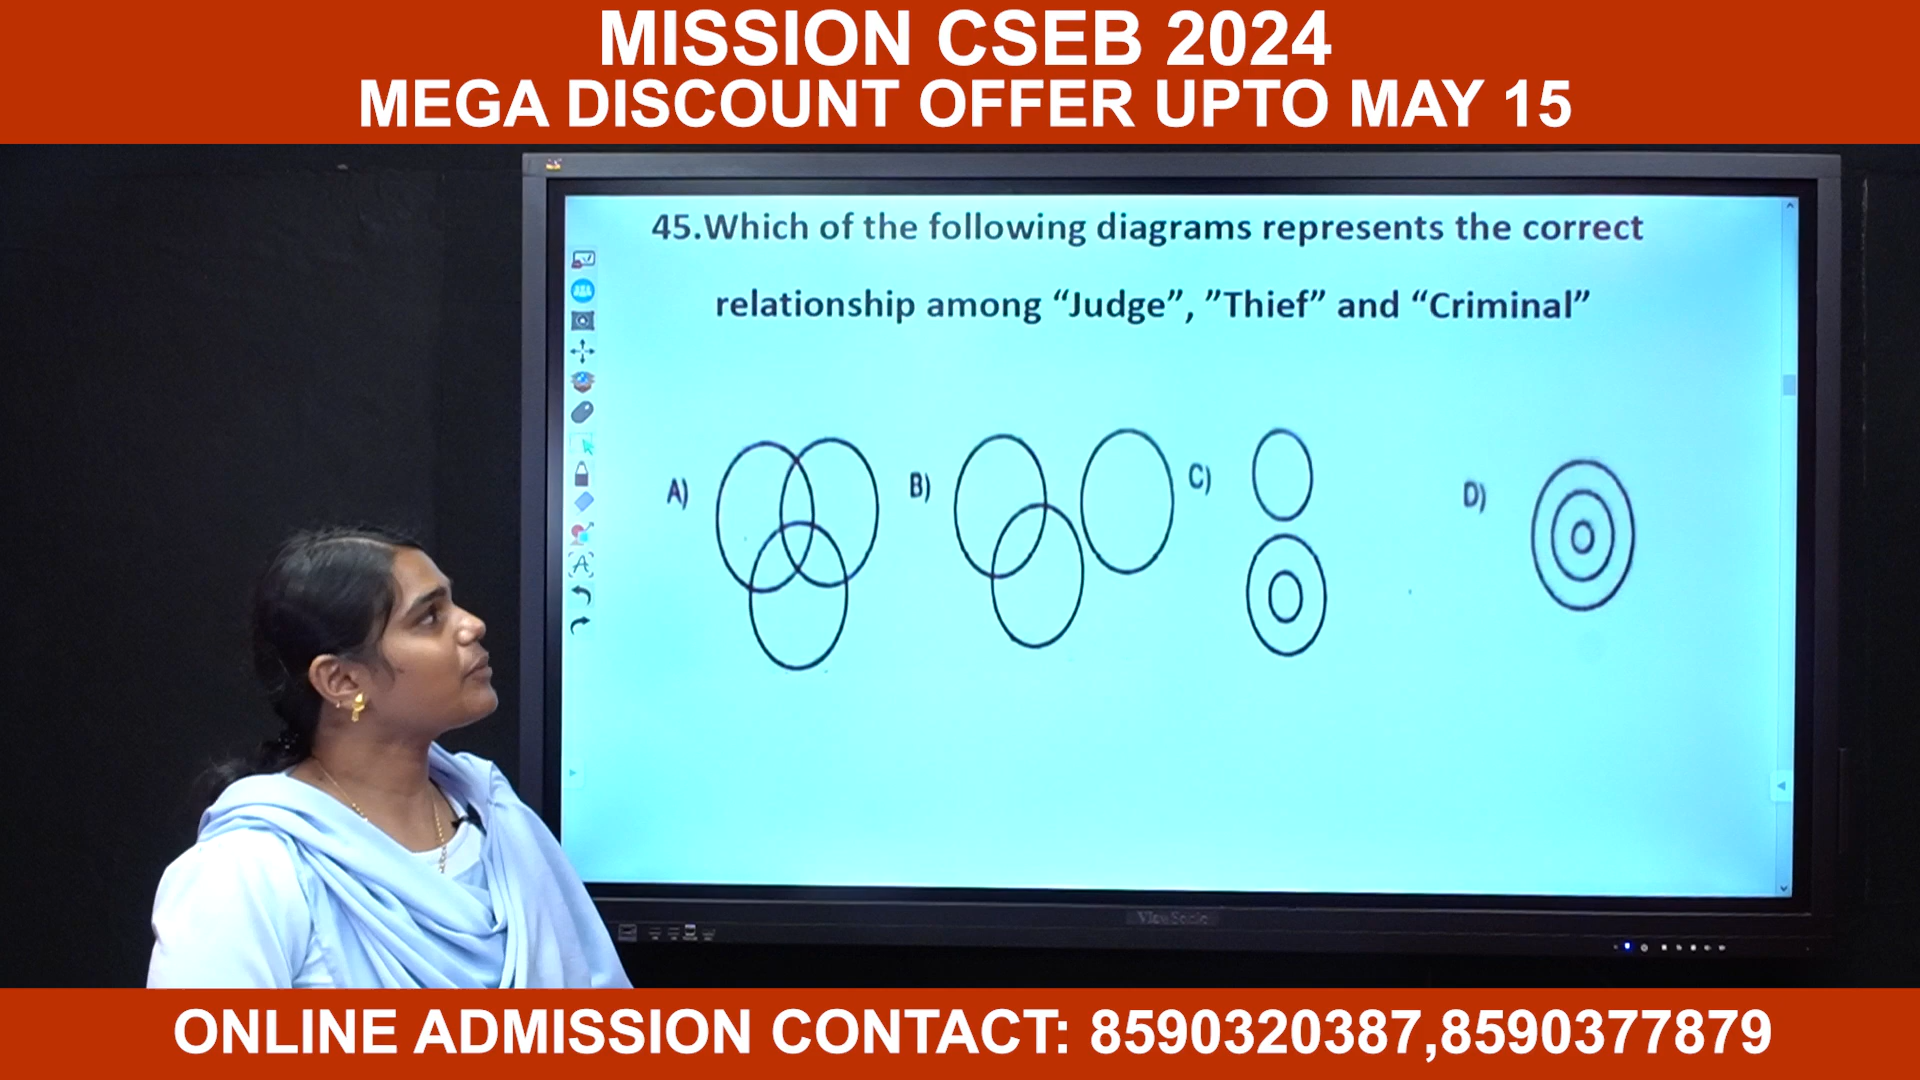 MISSION CSEB 2024
MEGA DISCOUNT OFFER UPTO MAY 15
45.Which of the following diagrams represents the correct
relationship among “Judge”, ”Thief” and “Criminal”
A) B) C) D)
ViewSonic
ONLINE ADMISSION CONTACT: 8590320387,8590377879